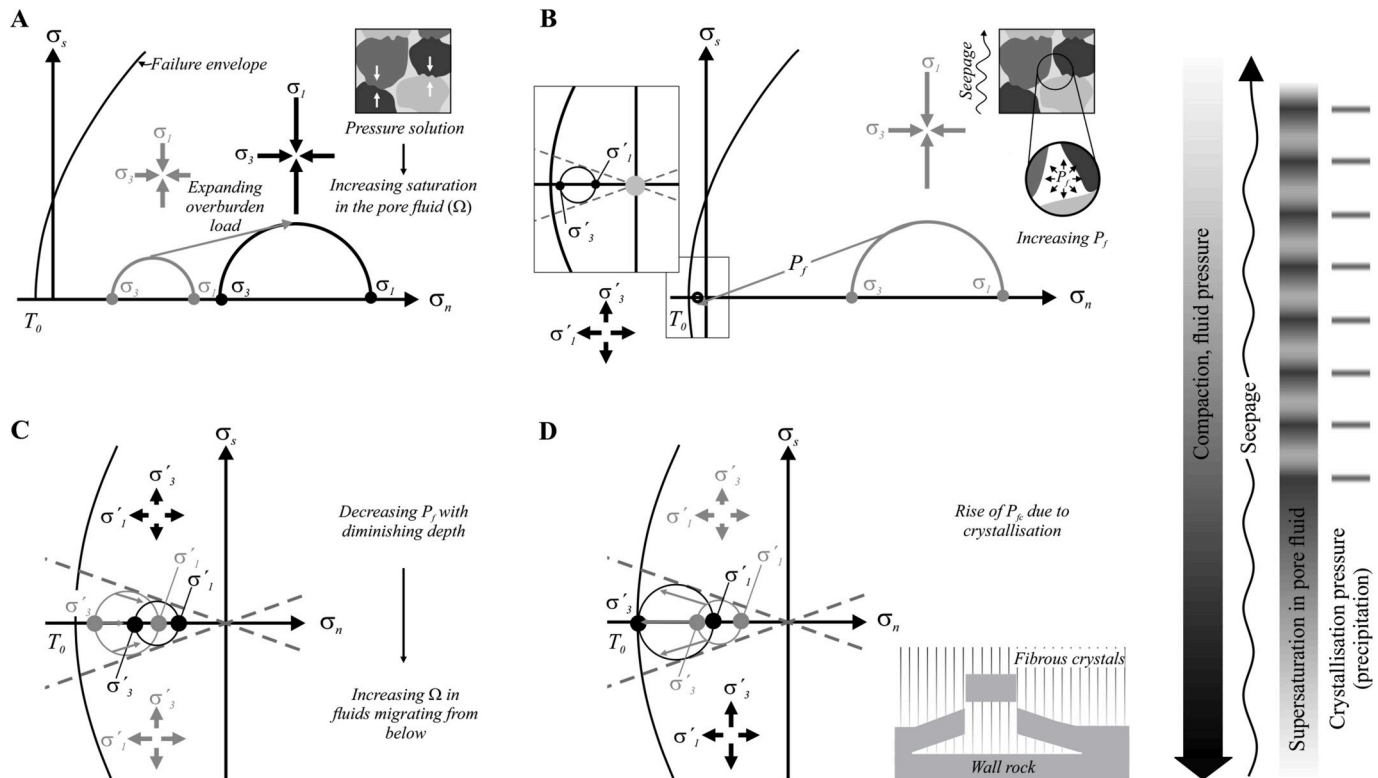 A
σs
Failure envelope
σ1
σ3
σ1
σ3
Expanding
overburden
load
Pressure solution
Increasing saturation
in the pore fluid (Ω)
σ3
σ1
σ3
σ1
σn
T0
B
σs
σ′1
σ′3
σ1
σ3
Seepage
Pf
Increasing Pf
Pf
σ3
σ1
σn
T0
σ′3
σ′1
C
σs
σ′3
σ′1
Decreasing Pf with
diminishing depth
σ′1
σ′1
σ′3
σn
T0
σ′3
Increasing Ω in
fluids migrating from
below
σ′3
σ′1
D
σs
σ′3
σ′1
Rise of Pfc due to
crystallisation
σ′1
σ′1
σ′3
σn
T0
σ′3
σ′3
σ′1
Fibrous crystals
Wall rock
Compaction, fluid pressure
Seepage
Supersaturation in pore fluid
Crystallisation pressure
(precipitation)